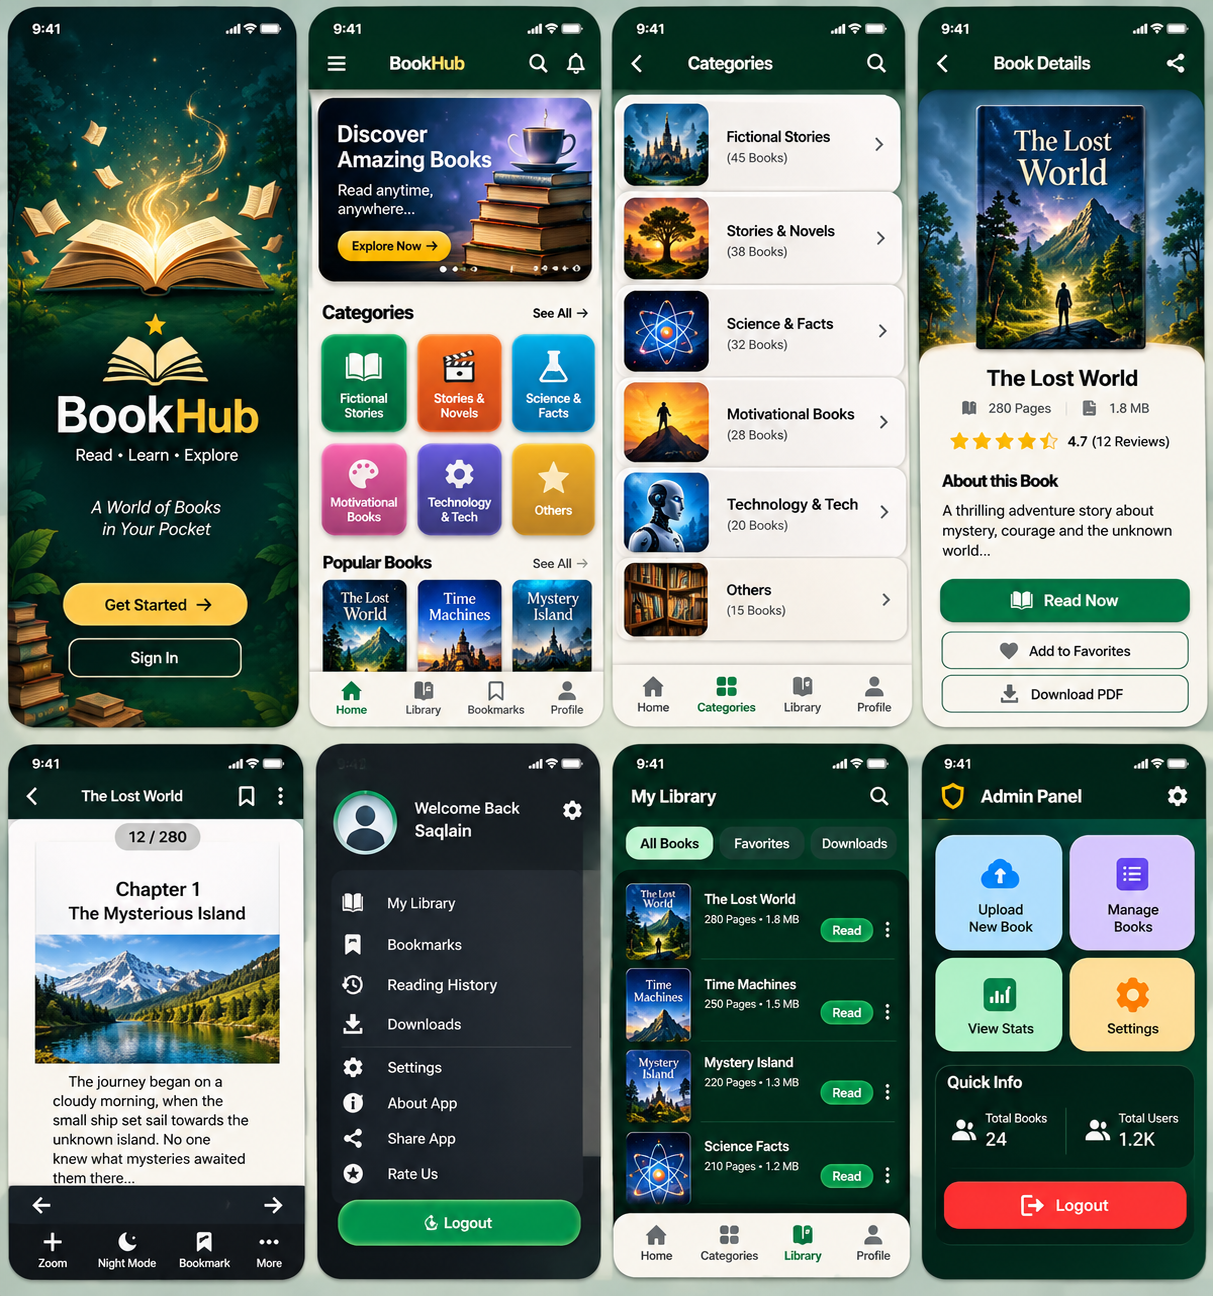 9:41
BookHub
Read • Learn • Explore
A World of Books
in Your Pocket
Get Started →
Sign In
9:41
BookHub
Discover
Amazing Books
Read anytime,
anywhere...
Explore Now →
Categories
See All →
Fictional
Stories
Stories &
Novels
Science &
Facts
Motivational
Books
Technology
& Tech
Others
Popular Books
See All →
The Lost
World
Time
Machines
Mystery
Island
Home
Library
Bookmarks
Profile
9:41
Categories
Fictional Stories
(45 Books)
Stories & Novels
(38 Books)
Science & Facts
(32 Books)
Motivational Books
(28 Books)
Technology & Tech
(20 Books)
Others
(15 Books)
Home
Categories
Library
Profile
9:41
Book Details
The Lost
World
The Lost World
280 Pages
1.8 MB
4.7 (12 Reviews)
About this Book
A thrilling adventure story about
mystery, courage and the unknown
world...
Read Now
Add to Favorites
Download PDF
9:41
The Lost World
12 / 280
Chapter 1
The Mysterious Island
The journey began on a
cloudy morning, when the
small ship set sail towards the
unknown island. No one
knew what mysteries awaited
them there...
Zoom
Night Mode
Bookmark
More
Welcome Back
Saqlain
My Library
Bookmarks
Reading History
Downloads
Settings
About App
Share App
Rate Us
Logout
9:41
My Library
All Books
Favorites
Downloads
The Lost
World
The Lost World
280 Pages • 1.8 MB
Read
Time
Machines
Time Machines
250 Pages • 1.5 MB
Read
Mystery
Island
Mystery Island
220 Pages • 1.3 MB
Read
Science Facts
210 Pages • 1.2 MB
Read
Home
Categories
Library
Profile
9:41
Admin Panel
Upload
New Book
Manage
Books
View Stats
Settings
Quick Info
Total Books
24
Total Users
1.2K
Logout